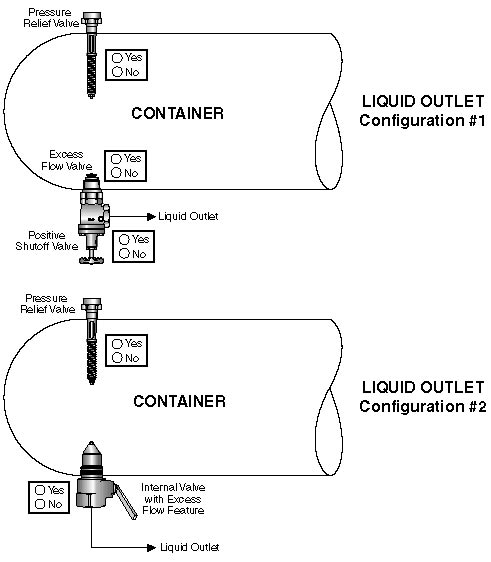 Pressure
Relief Valve
Yes
No
CONTAINER
LIQUID OUTLET
Configuration #1
Excess
Flow Valve
Yes
No
Liquid Outlet
Positive
Shutoff Valve
Yes
No
Pressure
Relief Valve
Yes
No
CONTAINER
LIQUID OUTLET
Configuration #2
Yes
No
Internal Valve
with Excess
Flow Feature
Liquid Outlet